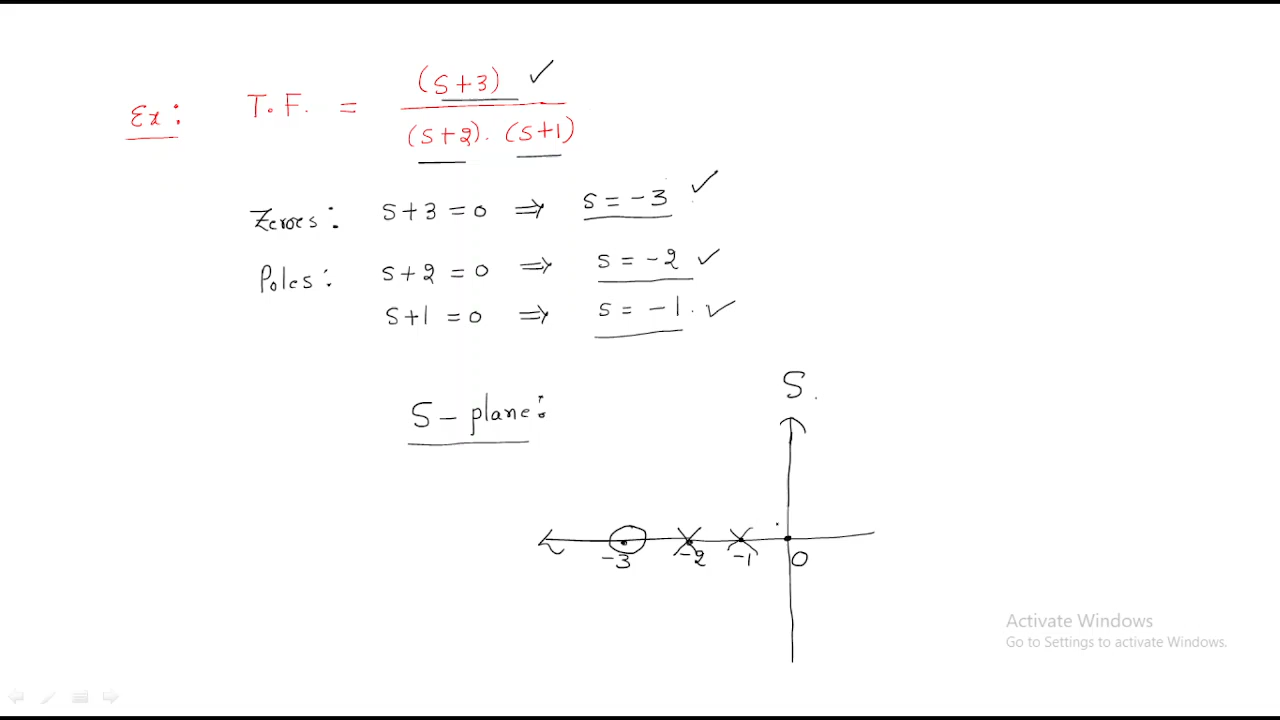 Ex: T.F. = (S+3) ✓
(S+2).(S+1)
Zeroes: S+3 = 0 ⇒ S = -3 ✓
Poles: S+2 = 0 ⇒ S = -2 ✓
S+1 = 0 ⇒ S = -1. ✓
S.
S - plane:
-3 -2 -1 0
Activate Windows
Go to Settings to activate Windows.